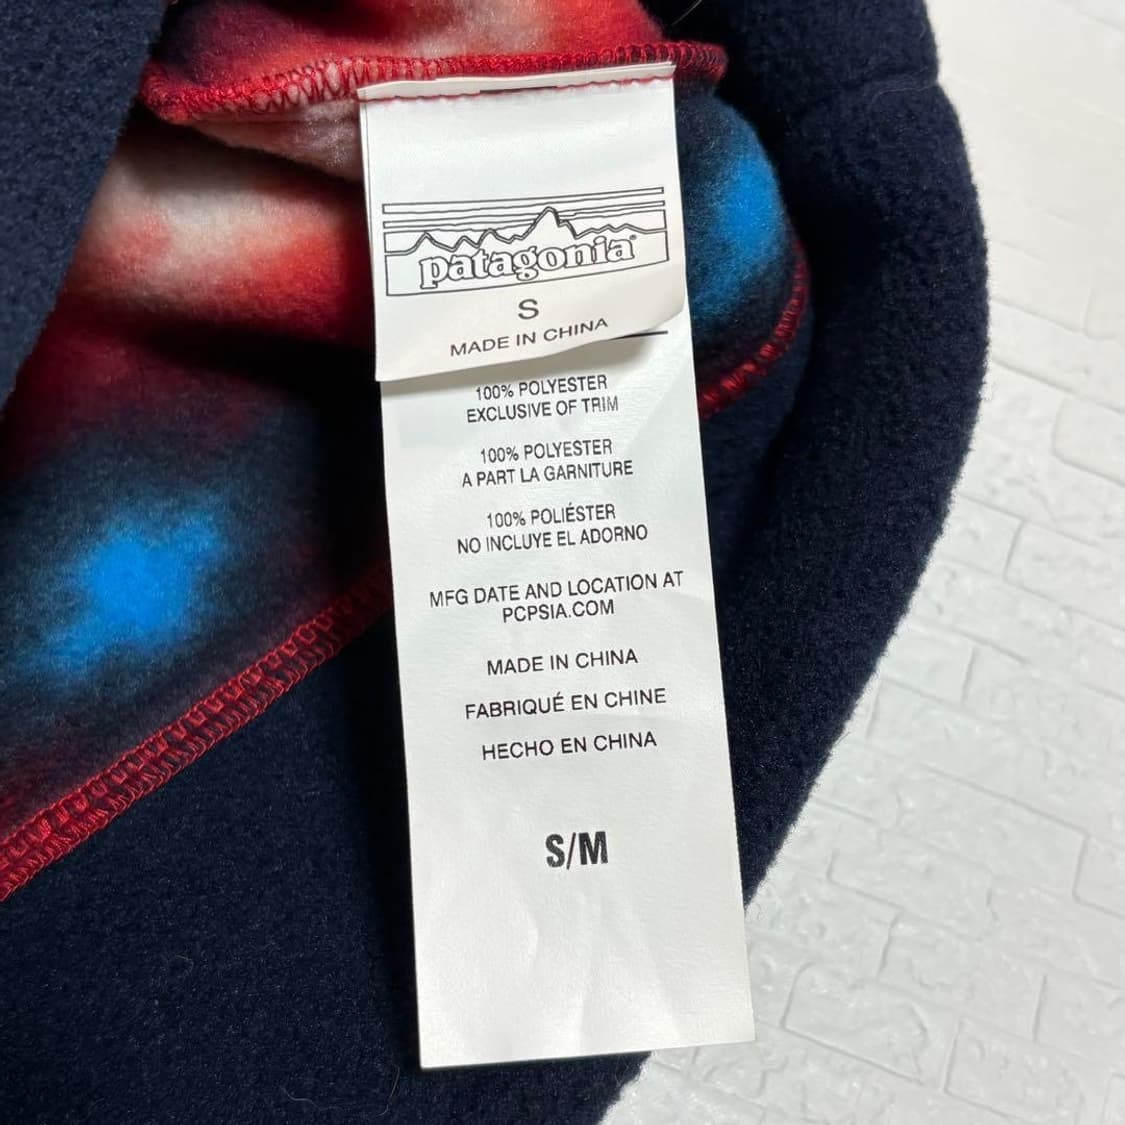 patagonia
S
MADE IN CHINA
100% POLYESTER
EXCLUSIVE OF TRIM
100% POLYESTER
A PART LA GARNITURE
100% POLIÉSTER
NO INCLUYE EL ADORNO
MFG DATE AND LOCATION AT
PCPSIA.COM
MADE IN CHINA
FABRIQUÉ EN CHINE
HECHO EN CHINA
S/M